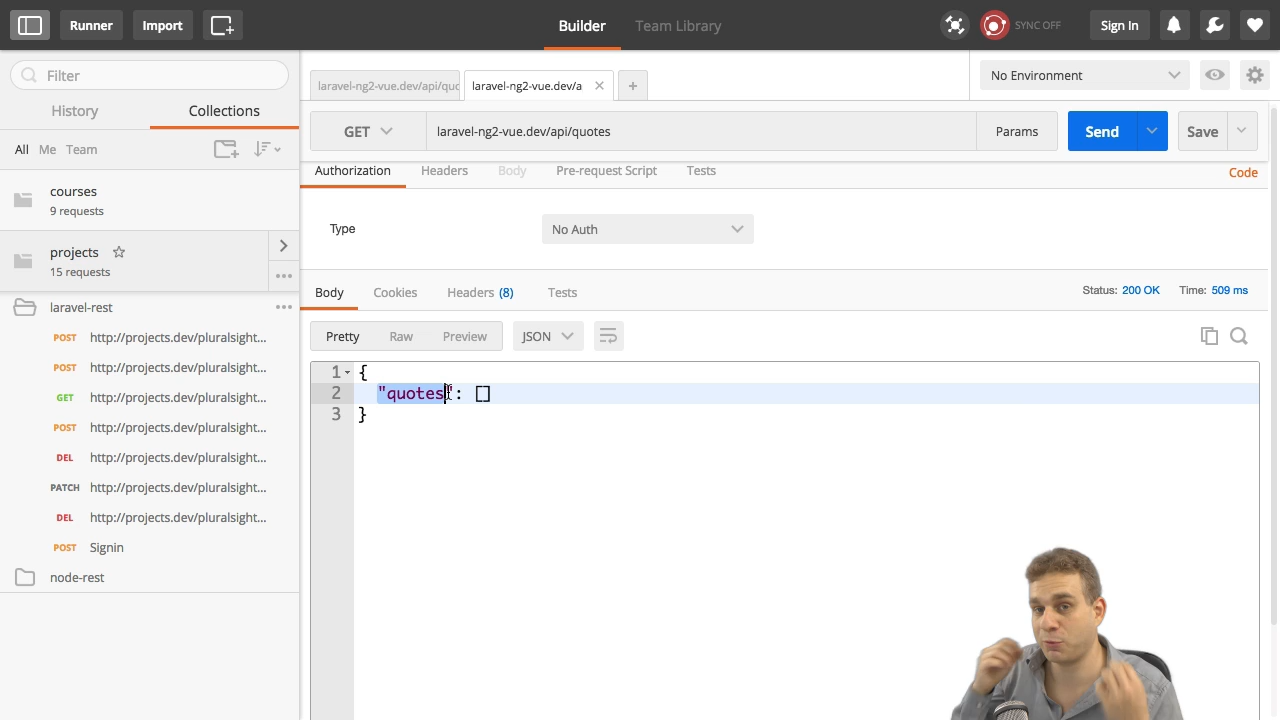 Runner Import Builder Team Library SYNC OFF Sign In
Filter
History Collections
All Me Team
courses
9 requests
projects
15 requests
laravel-rest
POST http://projects.dev/pluralsight...
POST http://projects.dev/pluralsight...
GET http://projects.dev/pluralsight...
POST http://projects.dev/pluralsight...
DEL http://projects.dev/pluralsight...
PATCH http://projects.dev/pluralsight...
DEL http://projects.dev/pluralsight...
POST Signin
node-rest
laravel-ng2-vue.dev/api/quo laravel-ng2-vue.dev/a No Environment
GET laravel-ng2-vue.dev/api/quotes Params Send Save
Authorization Headers Body Pre-request Script Tests Code
Type No Auth
Body Cookies Headers (8) Tests Status: 200 OK Time: 509 ms
Pretty Raw Preview JSON
1 {
2 "quotes": []
3 }